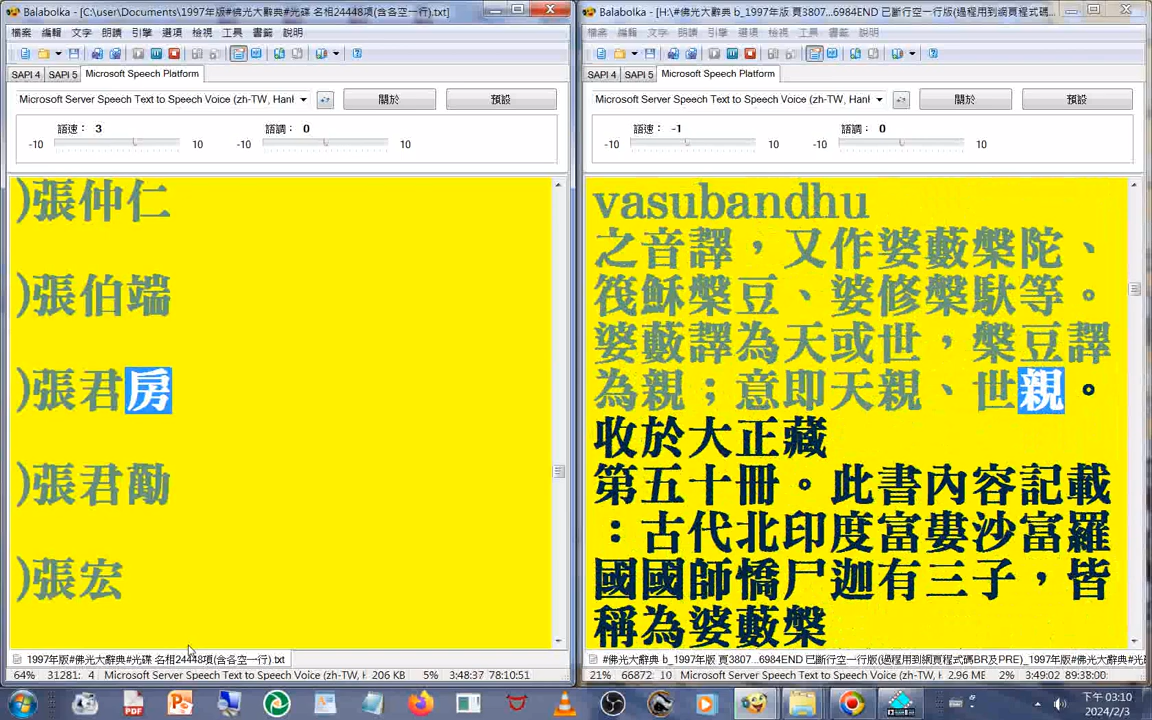 Balabolka - [C:\user\Documents\1997年版#佛光大辭典#光碟 名相24448項(含各空一行).txt]
檔案 編輯 文字 朗讀 引擎 選項 檢視 工具 書籤 說明
SAPI 4 SAPI 5 Microsoft Speech Platform
Microsoft Server Speech Text to Speech Voice (zh-TW, Hanl
關於
預設
語速： 3
語調： 0
-10 10 -10 10
)張仲仁
)張伯端
)張君房
)張君勱
)張宏
1997年版#佛光大辭典#光碟 名相24448項(含各空一行).txt
64% 31281: 4 Microsoft Server Speech Text to Speech Voice (zh-TW, H 206 KB 5% 3:48:37 78:10:51
Balabolka - [H:\#佛光大辭典 b_1997年版 頁3807...6984END 已斷行空一行版(過程用到網頁程式碼...
檔案 編輯 文字 朗讀 引擎 選項 檢視 工具 書籤 說明
SAPI 4 SAPI 5 Microsoft Speech Platform
Microsoft Server Speech Text to Speech Voice (zh-TW, Hanl
關於
預設
語速： -1
語調： 0
-10 10 -10 10
vasubandhu
之音譯，又作婆藪槃陀、
筏穌槃豆、婆修槃馱等。
婆藪譯為天或世，槃豆譯
為親；意即天親、世親。
收於大正藏
第五十冊。此書內容記載
：古代北印度富婁沙富羅
國國師憍尸迦有三子，皆
稱為婆藪槃
#佛光大辭典 b_1997年版 頁3807...6984END 已斷行空一行版(過程用到網頁程式碼BR及PRE)_1997年版#光
21% 66872: 10 Microsoft Server Speech Text to Speech Voice (zh-TW, H 2.96 ME 2% 3:49:02 89:38:00
下午 03:10
2024/2/3